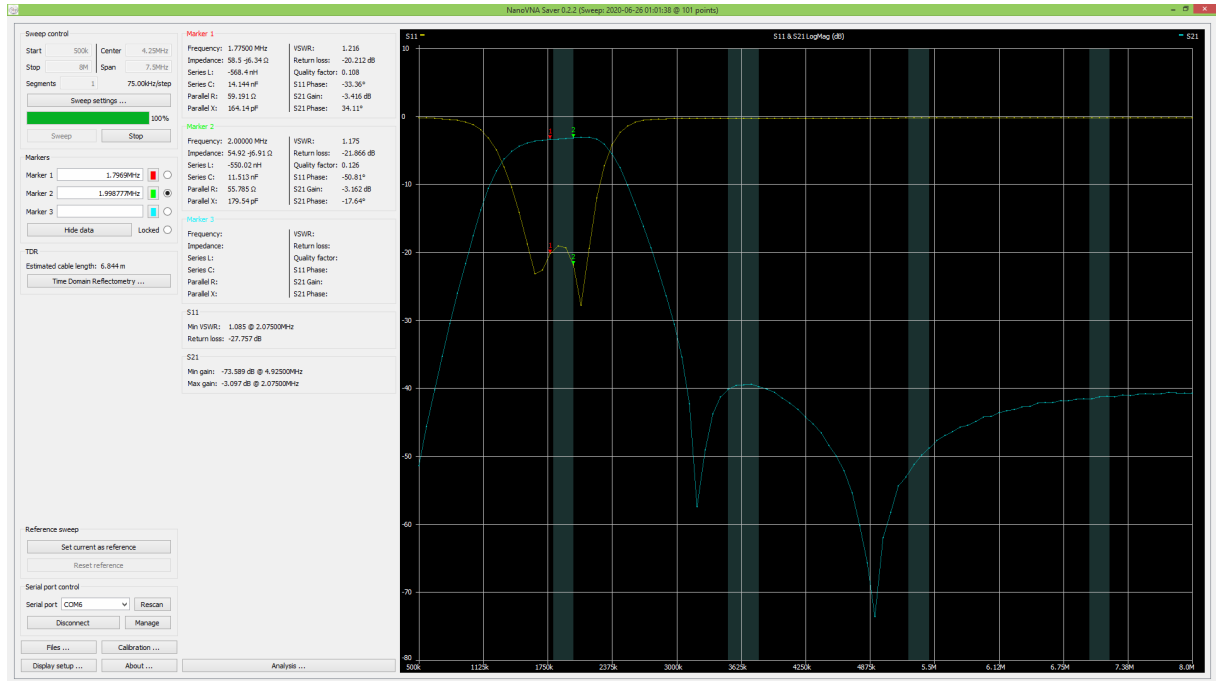 NanoVNA Saver 0.2.2 (Sweep: 2020-06-26 01:01:38 @ 101 points)
Sweep control
Start 500k Center 4.25MHz
Stop 8M Span 7.5MHz
Segments 1 75.00kHz/step
Sweep settings ...
100%
Sweep Stop
Markers
Marker 1 1.7969MHz
Marker 2 1.998777MHz
Marker 3
Hide data Locked
TDR
Estimated cable length: 6.844 m
Time Domain Reflectometry ...
Reference sweep
Set current as reference
Reset reference
Serial port control
Serial port COM6 Rescan
Disconnect Manage
Files ... Calibration ...
Display setup ... About ...
Marker 1
Frequency: 1.77500 MHz VSWR: 1.216
Impedance: 58.5 -j6.34 Ω Return loss: -20.212 dB
Series L: -568.4 nH Quality factor: 0.108
Series C: 14.144 nF S11 Phase: -33.36°
Parallel R: 59.191 Ω S21 Gain: -3.416 dB
Parallel X: 164.14 pF S21 Phase: 34.11°
Marker 2
Frequency: 2.00000 MHz VSWR: 1.175
Impedance: 54.92 -j6.91 Ω Return loss: -21.866 dB
Series L: -550.02 nH Quality factor: 0.126
Series C: 11.513 nF S11 Phase: -50.81°
Parallel R: 55.785 Ω S21 Gain: -3.162 dB
Parallel X: 179.54 pF S21 Phase: -17.64°
Marker 3
Frequency: VSWR:
Impedance: Return loss:
Series L: Quality factor:
Series C: S11 Phase:
Parallel R: S21 Gain:
Parallel X: S21 Phase:
S11
Min VSWR: 1.085 @ 2.07500MHz
Return loss: -27.757 dB
S21
Min gain: -73.589 dB @ 4.92500MHz
Max gain: -3.097 dB @ 2.07500MHz
Analysis ...
S11 S11 & S21 LogMag (dB) S21
10
0
-10
-20
-30
-40
-50
-60
-70
-80
1 2
1 2
500k 1125k 1750k 2375k 3000k 3625k 4250k 4875k 5.5M 6.12M 6.75M 7.38M 8.0M